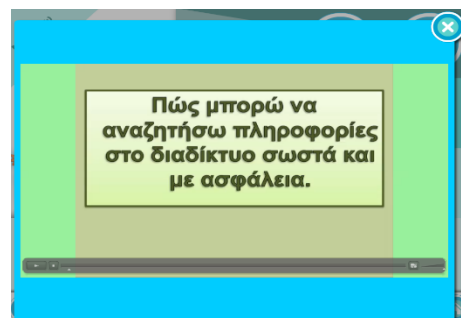 Πώς μπορώ να
αναζητήσω πληροφορίες
στο διαδίκτυο σωστά και
με ασφάλεια.